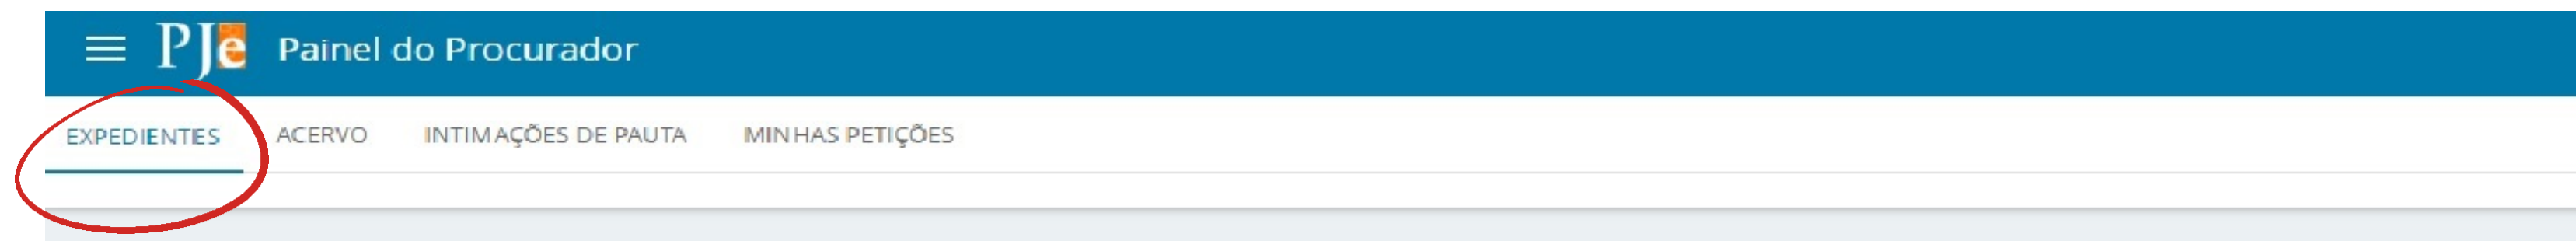 PJe Painel do Procurador
EXPEDIENTES ACERVO INTIMAÇÕES DE PAUTA MINHAS PETIÇÕES